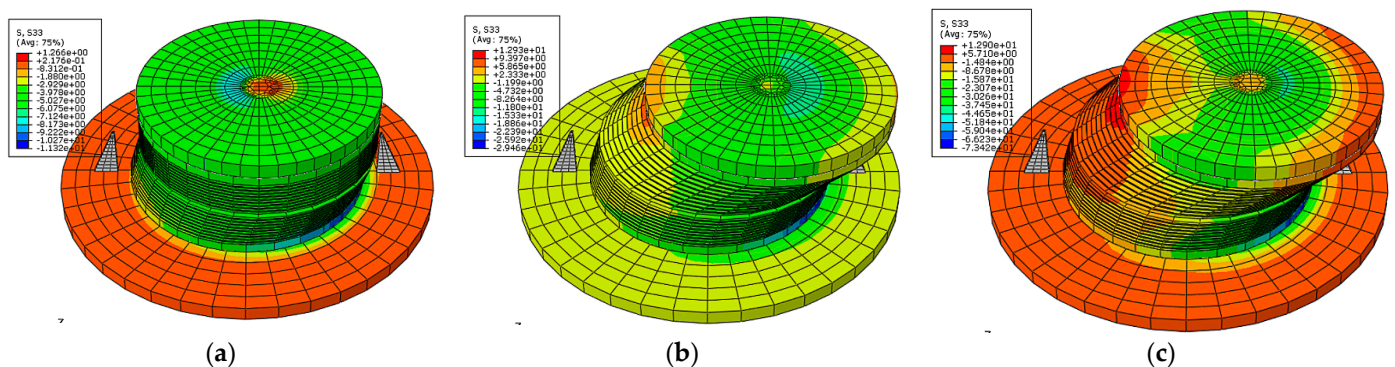 S, S33
(Avg: 75%)
+1.266e+00
+2.176e-01
-8.312e-01
-1.880e+00
-2.929e+00
-3.978e+00
-5.027e+00
-6.075e+00
-7.124e+00
-8.173e+00
-9.222e+00
-1.027e+01
-1.132e+01
S, S33
(Avg: 75%)
+1.293e+01
+9.397e+00
+5.865e+00
+2.333e+00
-1.199e+00
-4.732e+00
-8.264e+00
-1.180e+01
-1.533e+01
-1.886e+01
-2.239e+01
-2.592e+01
-2.946e+01
S, S33
(Avg: 75%)
+1.290e+01
+5.710e+00
-1.484e+00
-8.678e+00
-1.587e+01
-2.307e+01
-3.026e+01
-3.745e+01
-4.465e+01
-5.184e+01
-5.904e+01
-6.623e+01
-7.342e+01
(a)
(b)
(c)